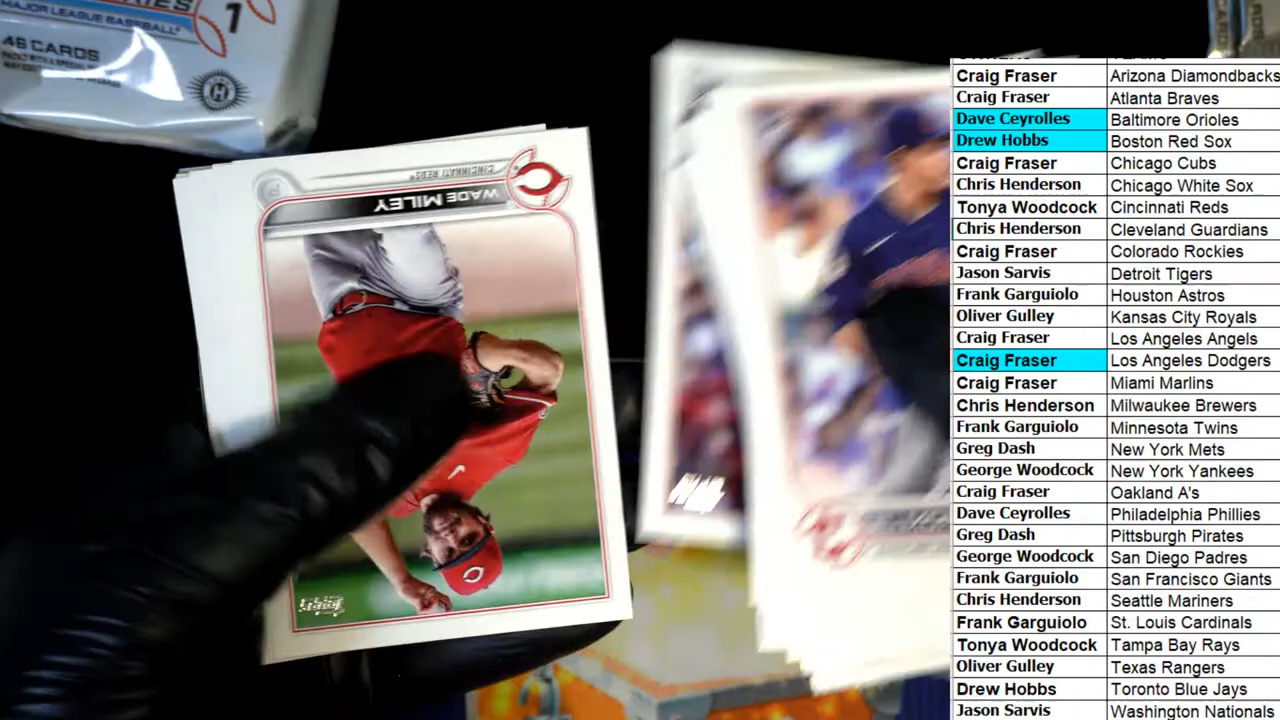 1
MAJOR LEAGUE BASEBALL
46 CARDS
CINCINNATI REDS
WADE MILEY
Craig Fraser Arizona Diamondbacks
Craig Fraser Atlanta Braves
Dave Ceyrolles Baltimore Orioles
Drew Hobbs Boston Red Sox
Craig Fraser Chicago Cubs
Chris Henderson Chicago White Sox
Tonya Woodcock Cincinnati Reds
Chris Henderson Cleveland Guardians
Craig Fraser Colorado Rockies
Jason Sarvis Detroit Tigers
Frank Garguiolo Houston Astros
Oliver Gulley Kansas City Royals
Craig Fraser Los Angeles Angels
Craig Fraser Los Angeles Dodgers
Craig Fraser Miami Marlins
Chris Henderson Milwaukee Brewers
Frank Garguiolo Minnesota Twins
Greg Dash New York Mets
George Woodcock New York Yankees
Craig Fraser Oakland A's
Dave Ceyrolles Philadelphia Phillies
Greg Dash Pittsburgh Pirates
George Woodcock San Diego Padres
Frank Garguiolo San Francisco Giants
Chris Henderson Seattle Mariners
Frank Garguiolo St. Louis Cardinals
Tonya Woodcock Tampa Bay Rays
Oliver Gulley Texas Rangers
Drew Hobbs Toronto Blue Jays
Jason Sarvis Washington Nationals